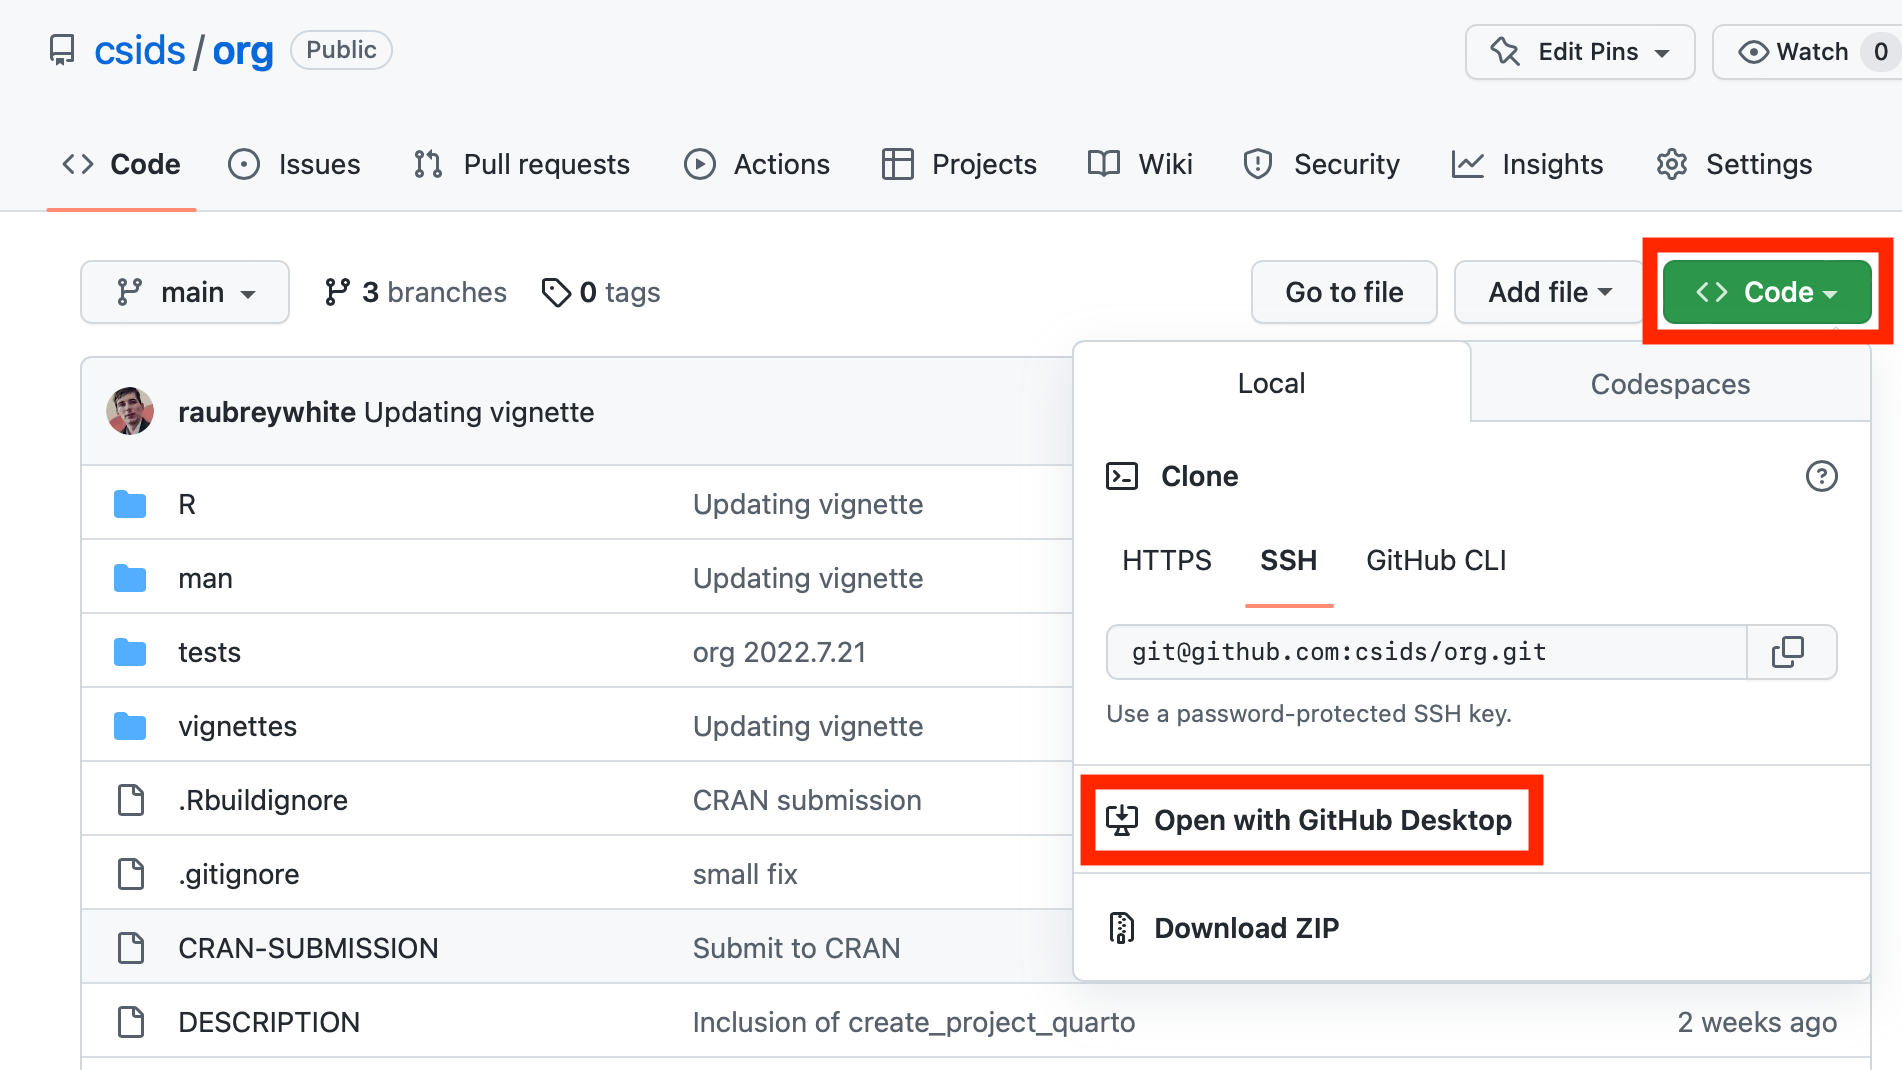 csids / org Public Edit Pins Watch 0
Code Issues Pull requests Actions Projects Wiki Security Insights Settings
main 3 branches 0 tags Go to file Add file Code
Local Codespaces
raubreywhite Updating vignette
Clone
R Updating vignette
HTTPS SSH GitHub CLI
man Updating vignette
git@github.com:csids/org.git
tests org 2022.7.21
Use a password-protected SSH key.
vignettes Updating vignette
.Rbuildignore CRAN submission
Open with GitHub Desktop
.gitignore small fix
Download ZIP
CRAN-SUBMISSION Submit to CRAN
DESCRIPTION Inclusion of create_project_quarto 2 weeks ago